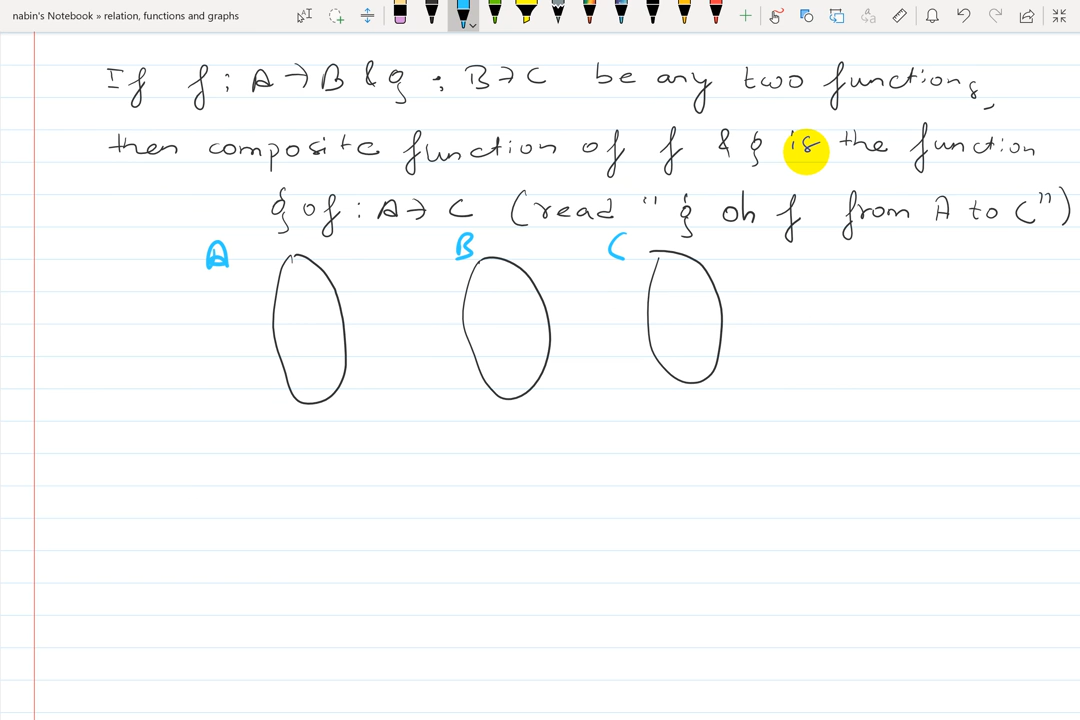 nabin's Notebook » relation, functions and graphs
If f : A → B & g : B → C be any two functions,
then composite function of f & g is the function
g o f : A → C (read " g oh f from A to C")
A B C